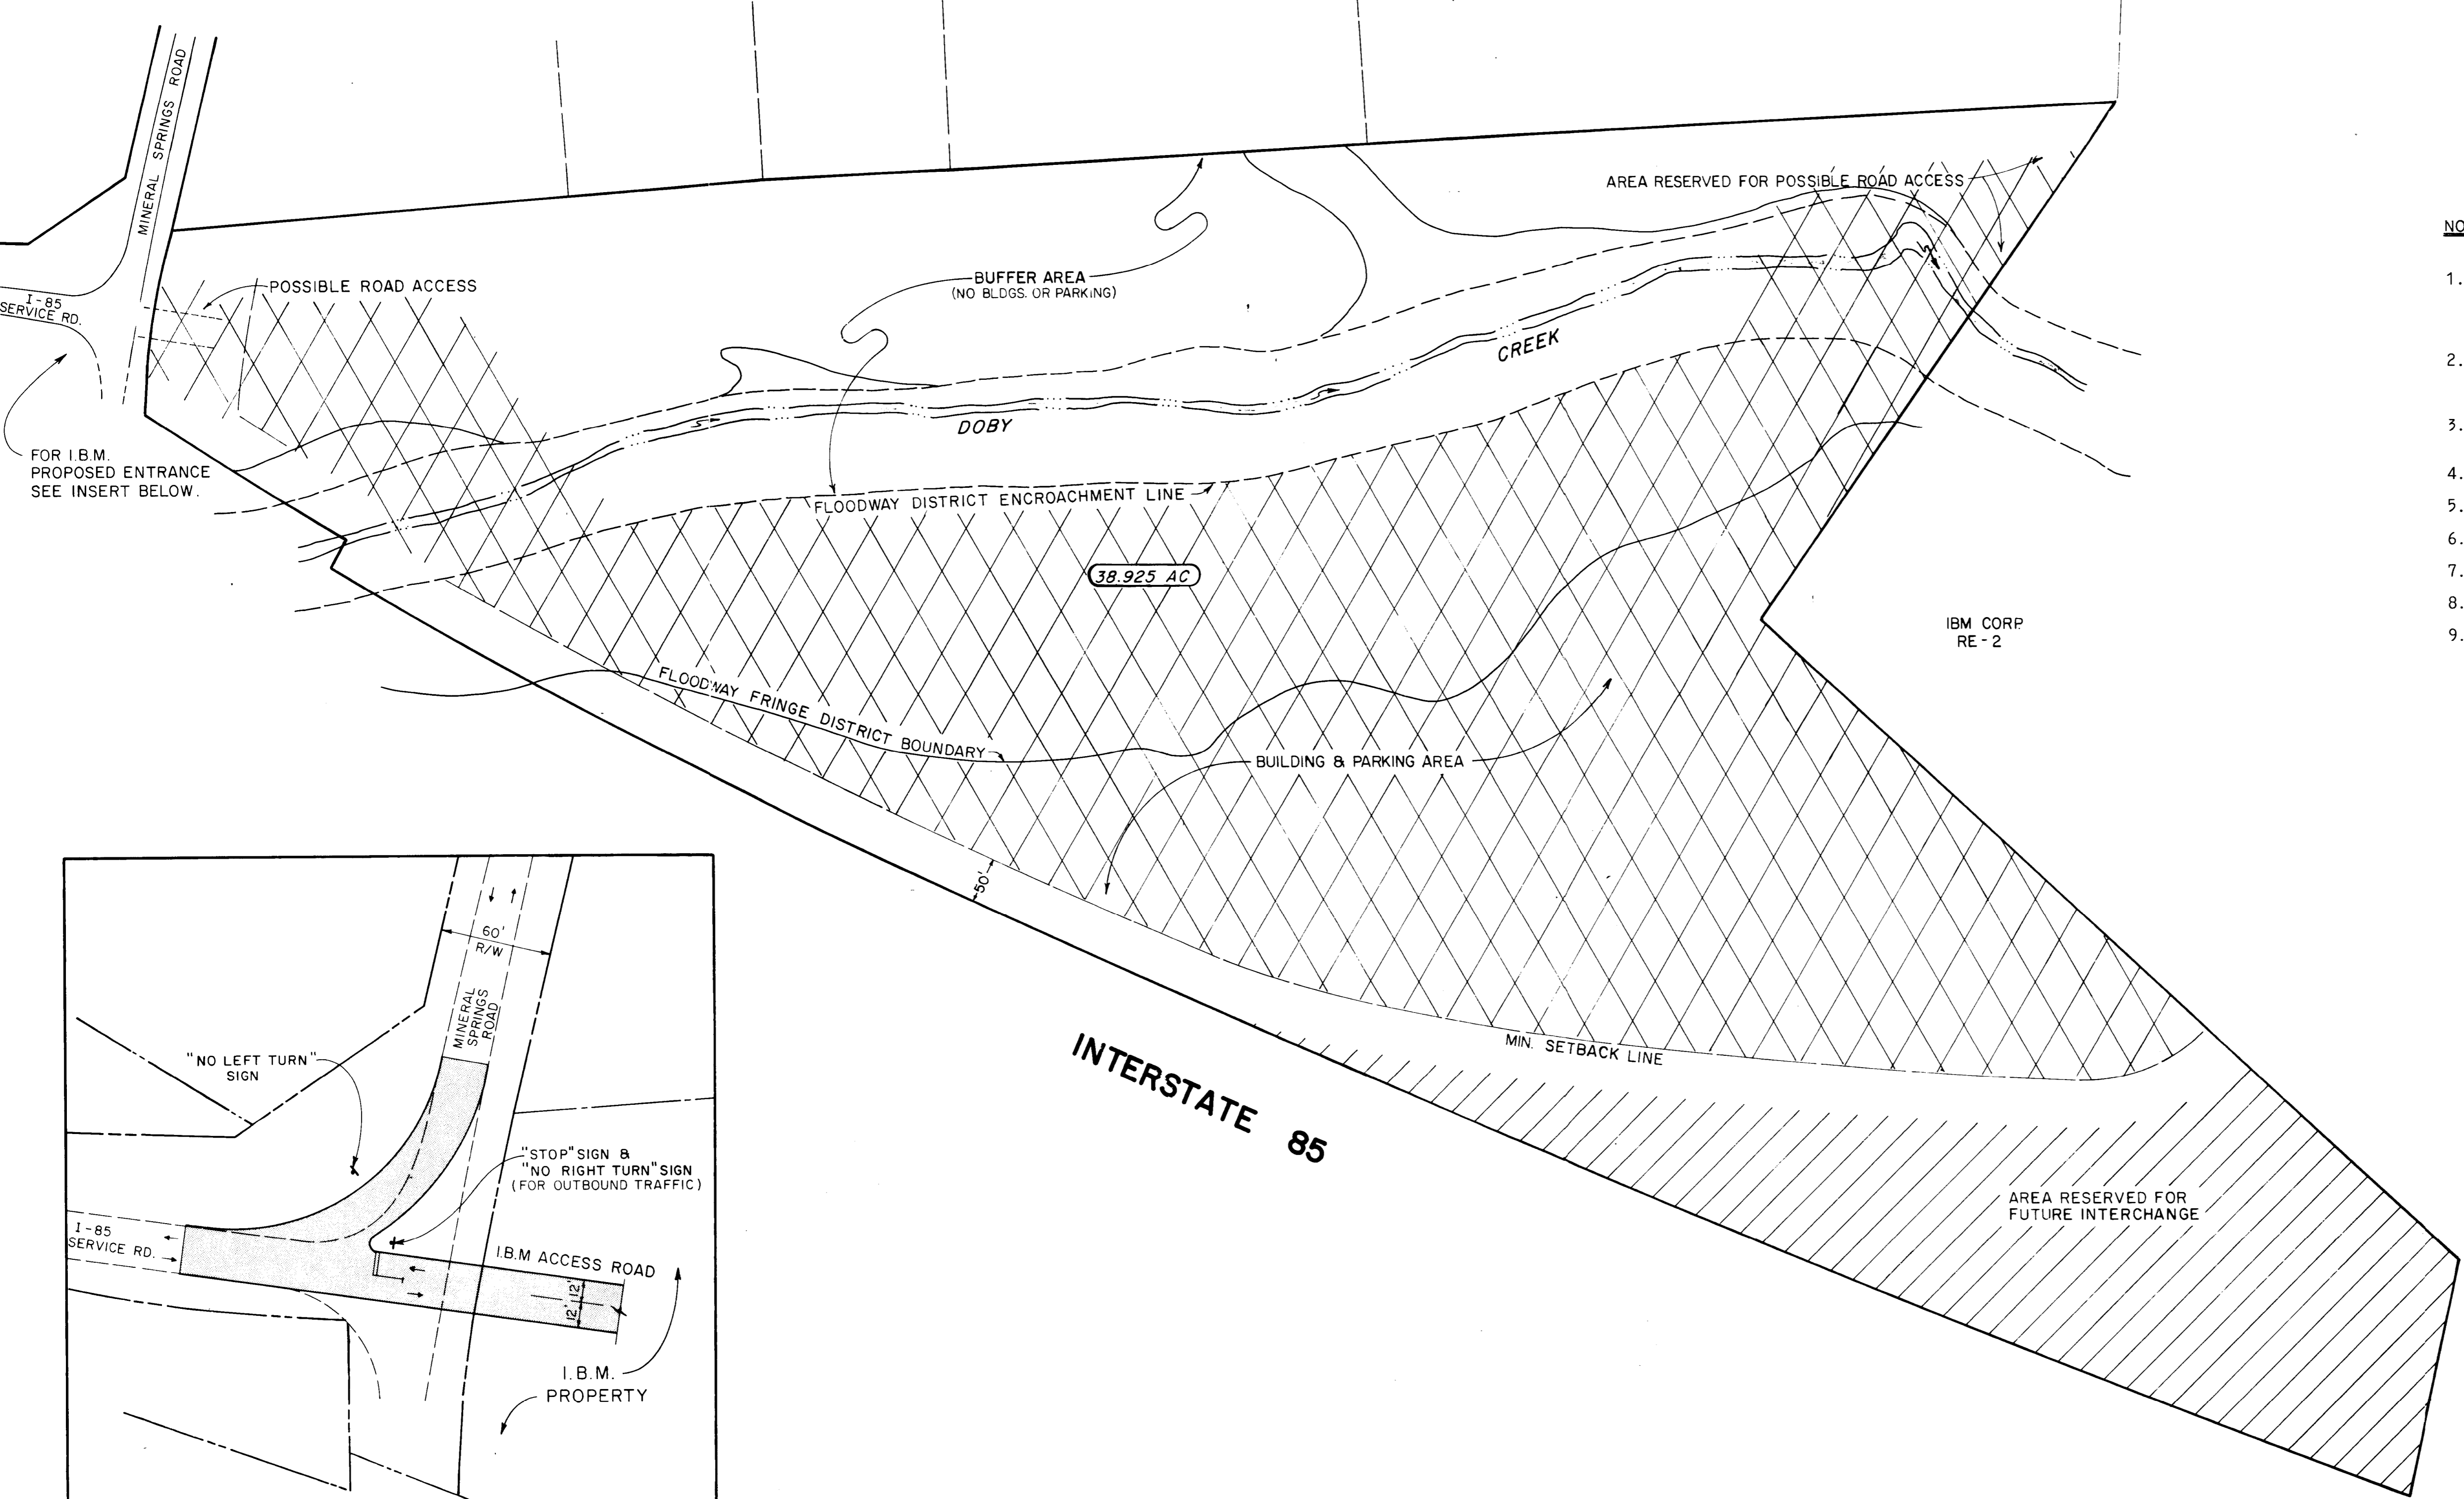 MINERAL SPRINGS ROAD
I-85
SERVICE RD.
POSSIBLE ROAD ACCESS
FOR I.B.M.
PROPOSED ENTRANCE
SEE INSERT BELOW.
BUFFER AREA
(NO BLDGS. OR PARKING)
AREA RESERVED FOR POSSIBLE ROAD ACCESS
DOBY
CREEK
FLOODWAY DISTRICT ENCROACHMENT LINE
38.925 AC
FLOODWAY FRINGE DISTRICT BOUNDARY
BUILDING & PARKING AREA
IBM CORP.
RE-2
NO
1.
2.
3.
4.
5.
6.
7.
8.
9.
50'
MIN. SETBACK LINE
INTERSTATE 85
AREA RESERVED FOR
FUTURE INTERCHANGE
60'
R/W
MINERAL
SPRINGS
ROAD
"NO LEFT TURN"
SIGN
"STOP" SIGN &
"NO RIGHT TURN" SIGN
(FOR OUTBOUND TRAFFIC)
I-85
SERVICE RD.
I.B.M ACCESS ROAD
12'
12'
I.B.M.
PROPERTY